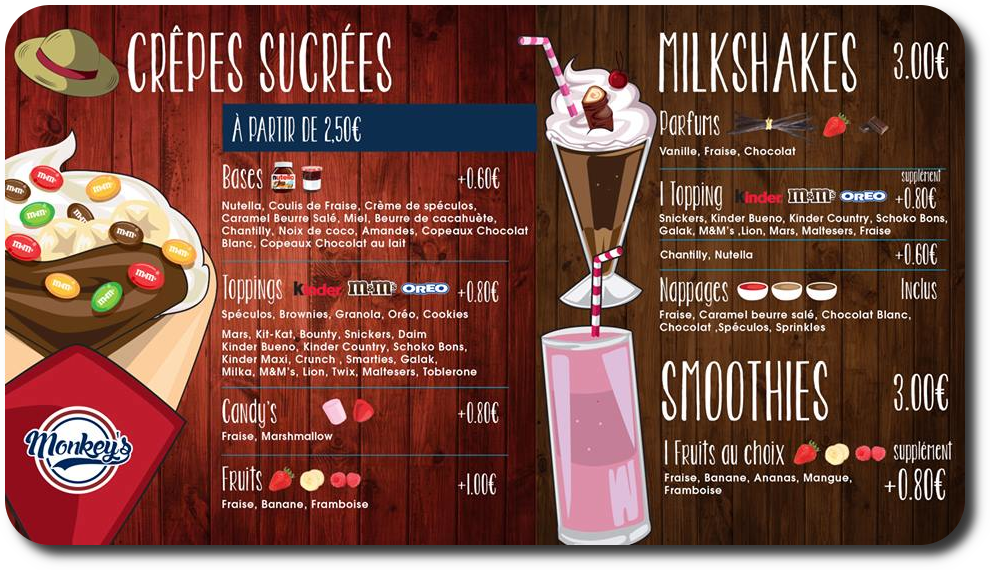 CRÊPES SUCRÉES
À PARTIR DE 2,50€
Bases nutella +0.60€
Nutella, Coulis de Fraise, Crème de spéculos,
Caramel Beurre Salé, Miel, Beurre de cacahuète,
Chantilly, Noix de coco, Amandes, Copeaux Chocolat
Blanc, Copeaux Chocolat au lait
Toppings Kinder m&m's OREO +0.80€
Spéculos, Brownies, Granola, Oréo, Cookies
Mars, Kit-Kat, Bounty, Snickers, Daim
Kinder Bueno, Kinder Country, Schoko Bons,
Kinder Maxi, Crunch , Smarties, Galak,
Milka, M&M's, Lion, Twix, Maltesers, Toblerone
Candy's +0.80€
Fraise, Marshmallow
Fruits +1.00€
Fraise, Banane, Framboise
m&m's
m&m's
m&m's
m&m's
m&m's
m&m's
m&m's
m&m's
m&m's
m&m's
m&m's
Monkey's
MILKSHAKES 3.00€
Parfums
Vanille, Fraise, Chocolat
supplément
1 Topping Kinder m&m's OREO +0.80€
Snickers, Kinder Bueno, Kinder Country, Schoko Bons,
Galak, M&M's ,Lion, Mars, Maltesers, Fraise
Chantilly, Nutella +0.60€
Nappages Inclus
Fraise, Caramel beurre salé, Chocolat Blanc,
Chocolat ,Spéculos, Sprinkles
SMOOTHIES 3.00€
1 Fruits au choix supplément
Fraise, Banane, Ananas, Mangue, +0.80€
Framboise